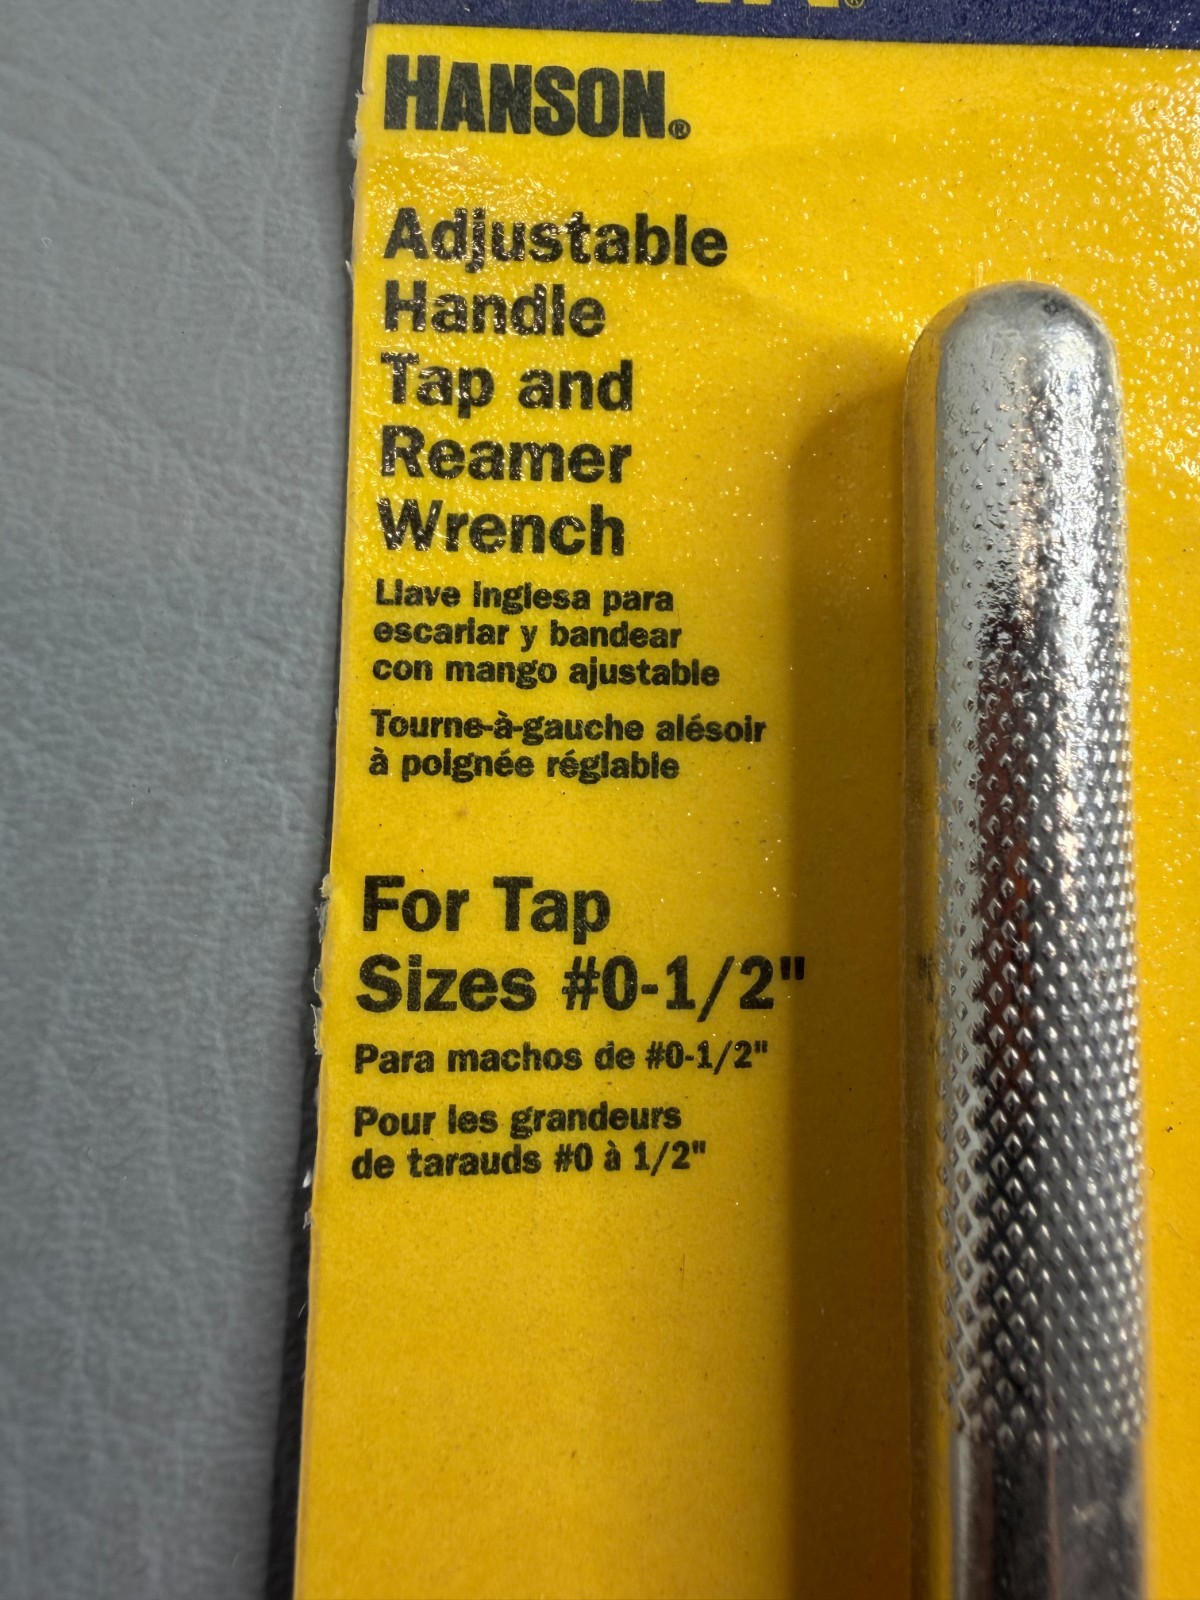 HANSON®
Adjustable
Handle
Tap and
Reamer
Wrench
Llave inglesa para
escariar y bandear
con mango ajustable
Tourne-à-gauche alésoir
à poignée réglable
For Tap
Sizes #0-1/2"
Para machos de #0-1/2"
Pour les grandeurs
de tarauds #0 à 1/2"